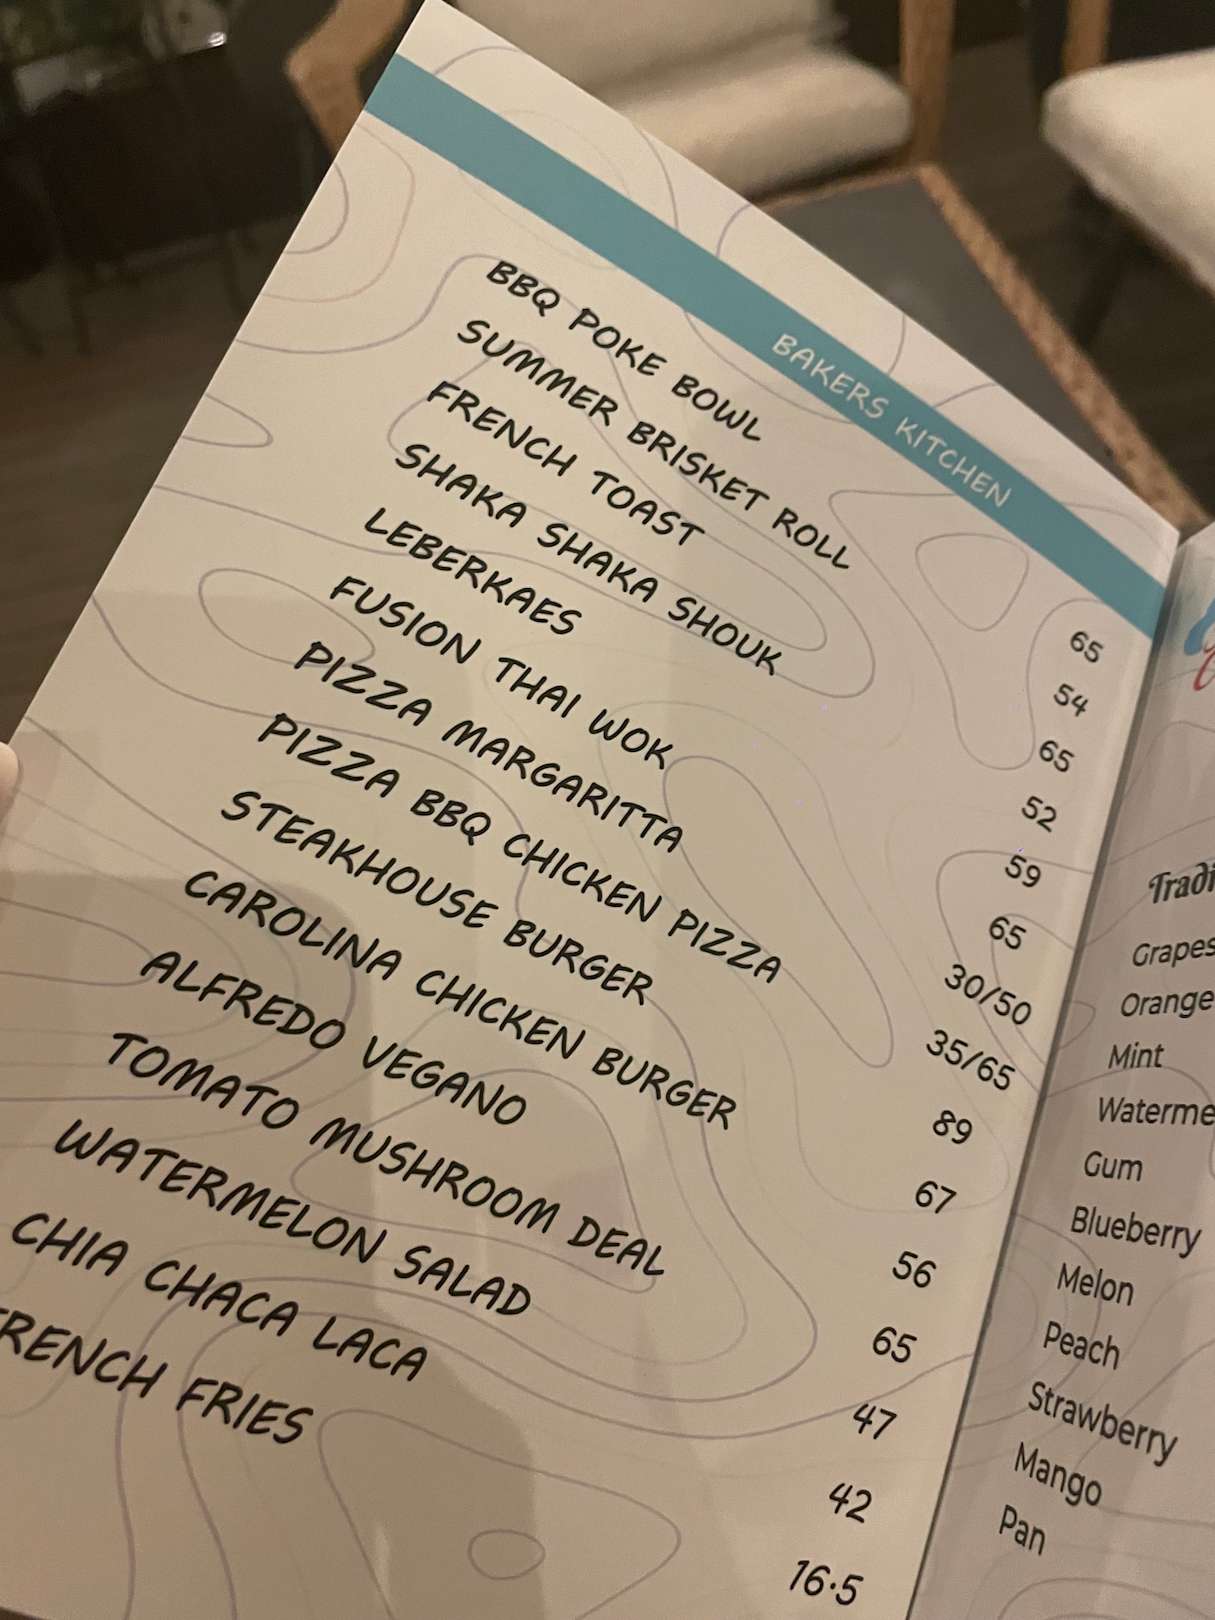 BAKERS KITCHEN
BBQ POKE BOWL 65
SUMMER BRISKET ROLL 54
FRENCH TOAST 65
SHAKA SHAKA SHOUK 52
LEBERKAES 59
FUSION THAI WOK 65
PIZZA MARGARITTA 30/50
PIZZA BBQ CHICKEN PIZZA 35/65
STEAKHOUSE BURGER 89
CAROLINA CHICKEN BURGER 67
ALFREDO VEGANO 56
TOMATO MUSHROOM DEAL 65
WATERMELON SALAD 47
CHIA CHACA LACA 42
RENCH FRIES 16.5
Tradi
Grapes
Orange
Mint
Waterme
Gum
Blueberry
Melon
Peach
Strawberry
Mango
Pan